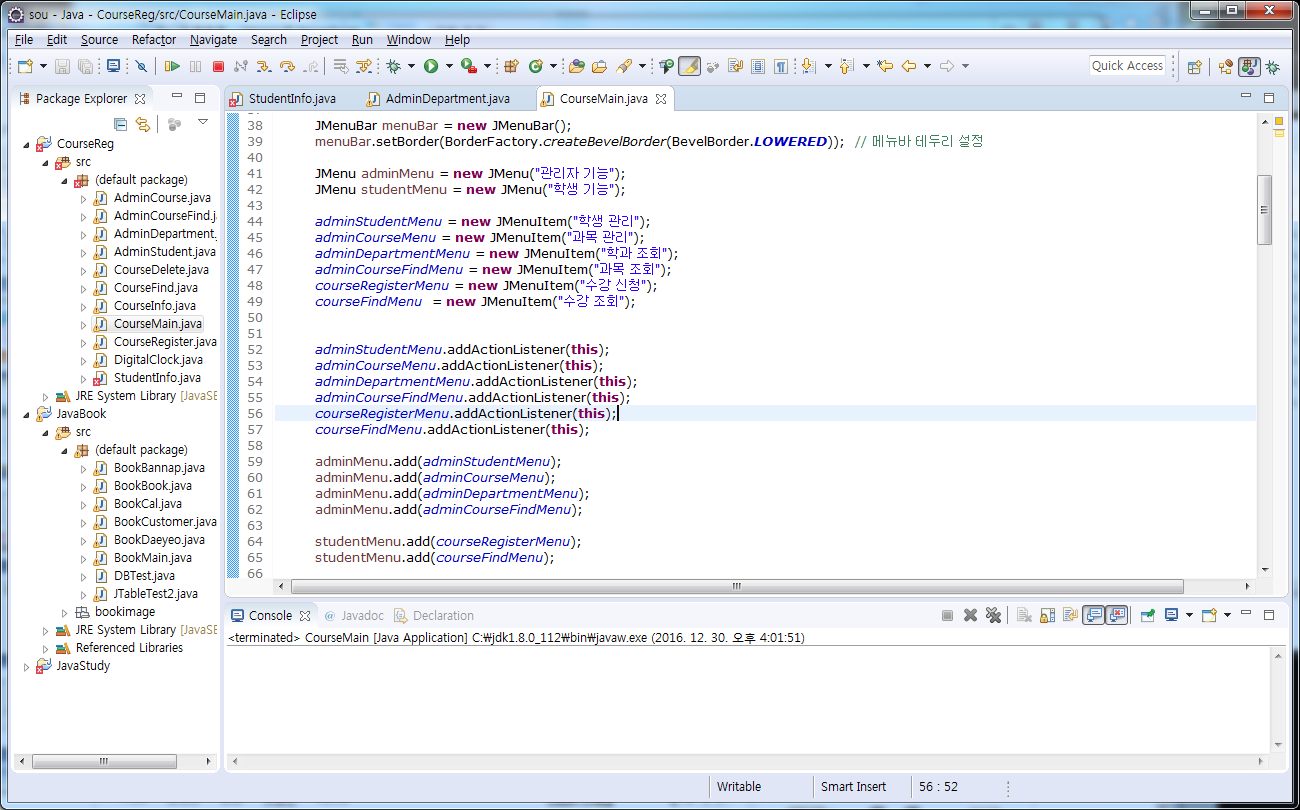 sou - Java - CourseReg/src/CourseMain.java - Eclipse
File Edit Source Refactor Navigate Search Project Run Window Help
Quick Access
Package Explorer
CourseReg
src
(default package)
AdminCourse.java
AdminCourseFind.j
AdminDepartment.
AdminStudent.java
CourseDelete.java
CourseFind.java
CourseInfo.java
CourseMain.java
CourseRegister.java
DigitalClock.java
StudentInfo.java
JRE System Library [JavaSE
JavaBook
src
(default package)
BookBannap.java
BookBook.java
BookCal.java
BookCustomer.java
BookDaeyeo.java
BookMain.java
DBTest.java
JTableTest2.java
bookimage
JRE System Library [JavaSE
Referenced Libraries
JavaStudy
StudentInfo.java AdminDepartment.java CourseMain.java
38 JMenuBar menuBar = new JMenuBar();
39 menuBar.setBorder(BorderFactory.createBevelBorder(BevelBorder.LOWERED)); // 메뉴바 테두리 설정
40
41 JMenu adminMenu = new JMenu("관리자 기능");
42 JMenu studentMenu = new JMenu("학생 기능");
43
44 adminStudentMenu = new JMenuItem("학생 관리");
45 adminCourseMenu = new JMenuItem("과목 관리");
46 adminDepartmentMenu = new JMenuItem("학과 조회");
47 adminCourseFindMenu = new JMenuItem("과목 조회");
48 courseRegisterMenu = new JMenuItem("수강 신청");
49 courseFindMenu  = new JMenuItem("수강 조회");
50
51
52 adminStudentMenu.addActionListener(this);
53 adminCourseMenu.addActionListener(this);
54 adminDepartmentMenu.addActionListener(this);
55 adminCourseFindMenu.addActionListener(this);
56 courseRegisterMenu.addActionListener(this);
57 courseFindMenu.addActionListener(this);
58
59 adminMenu.add(adminStudentMenu);
60 adminMenu.add(adminCourseMenu);
61 adminMenu.add(adminDepartmentMenu);
62 adminMenu.add(adminCourseFindMenu);
63
64 studentMenu.add(courseRegisterMenu);
65 studentMenu.add(courseFindMenu);
66
Console @ Javadoc Declaration
<terminated> CourseMain [Java Application] C:₩jdk1.8.0_112₩bin₩javaw.exe (2016. 12. 30. 오후 4:01:51)
Writable Smart Insert 56 : 52